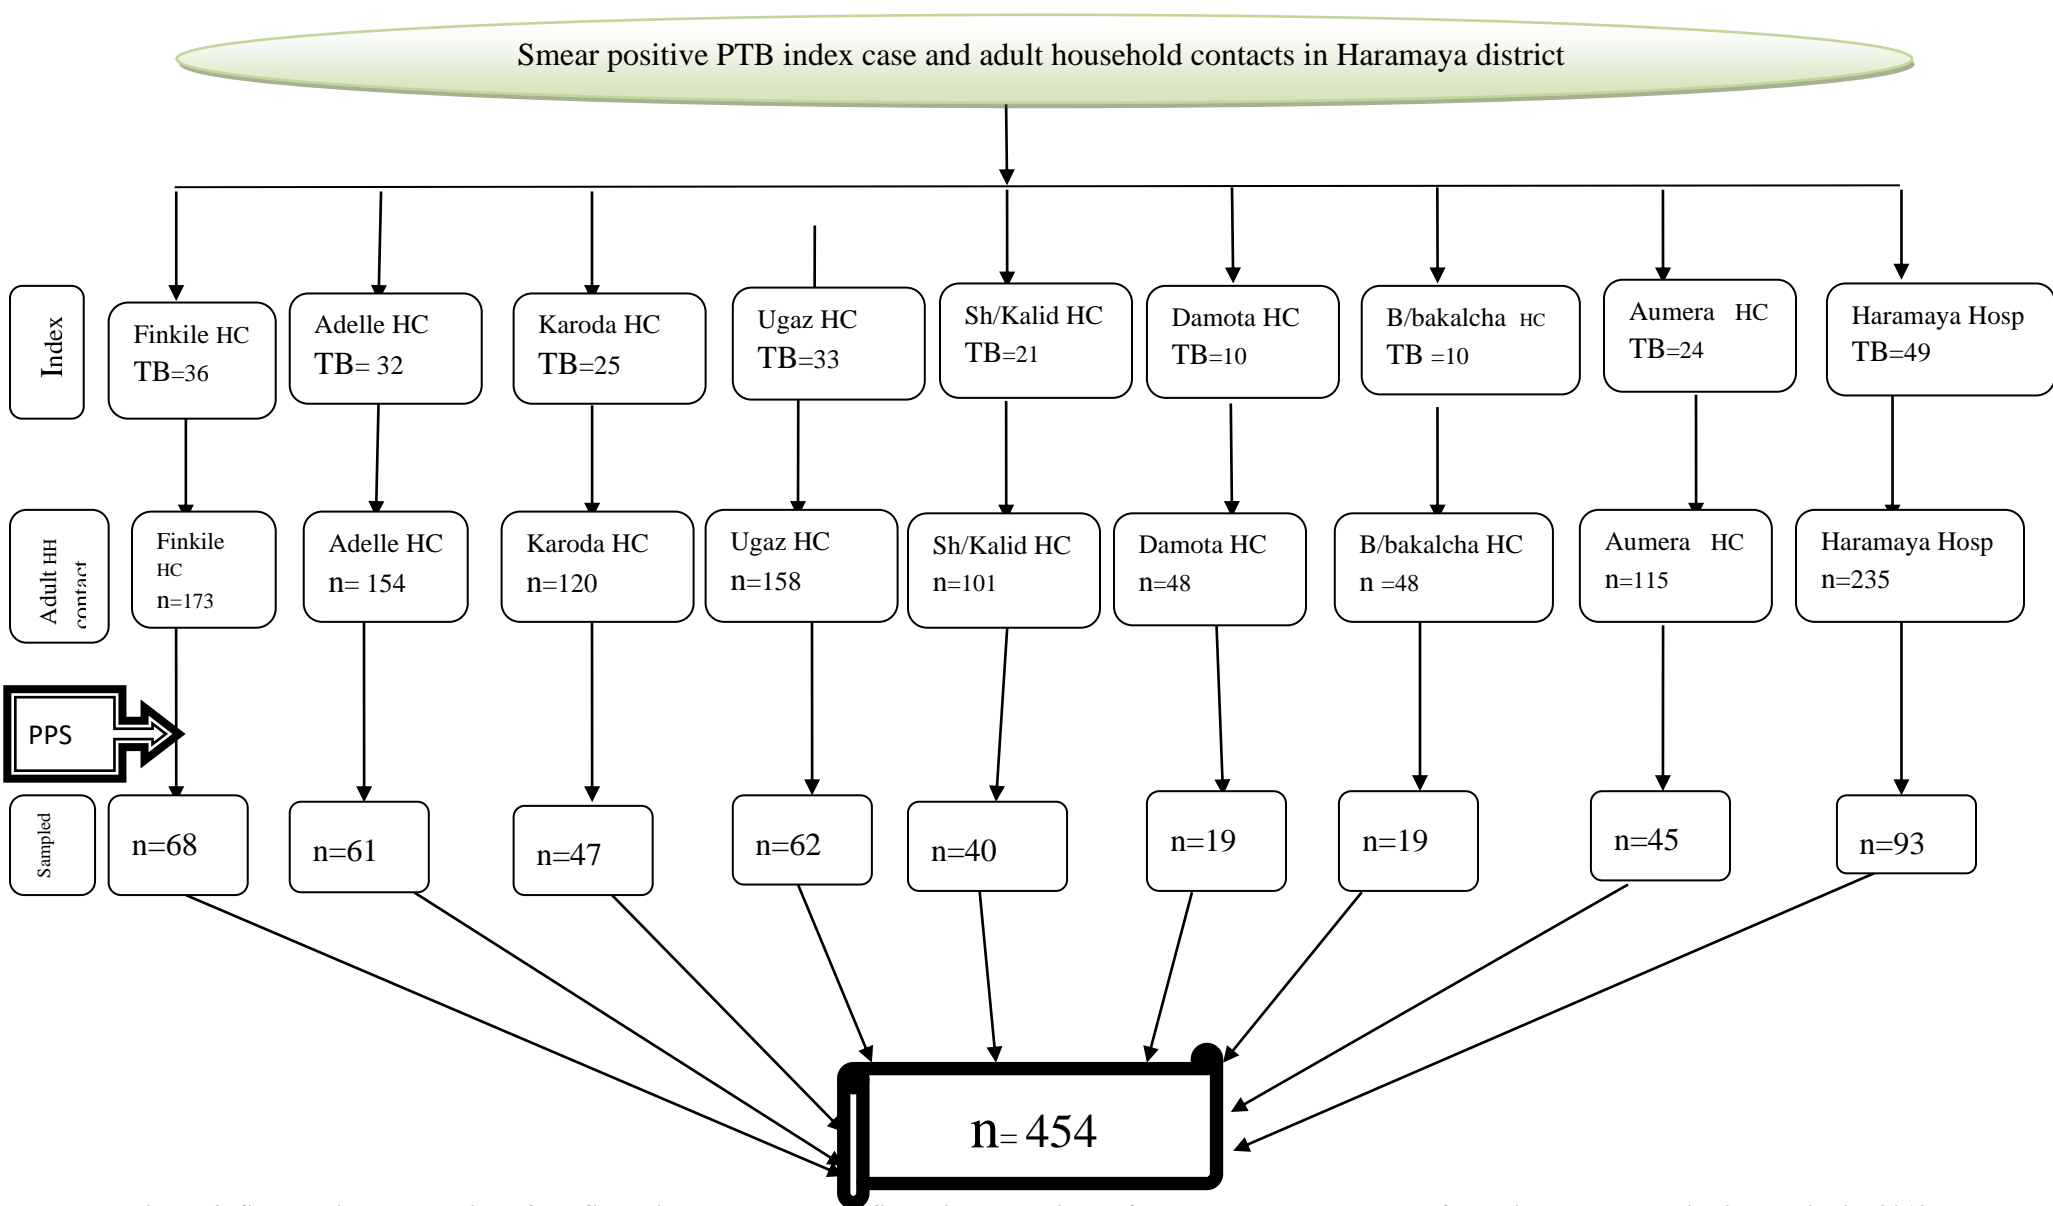 Smear positive PTB index case and adult household contacts in Haramaya district
Index
Finkile HC
TB=36
Adelle HC
TB= 32
Karoda HC
TB=25
Ugaz HC
TB=33
Sh/Kalid HC
TB=21
Damota HC
TB=10
B/bakalcha HC
TB =10
Aumera HC
TB=24
Haramaya Hosp
TB=49
Adult HH
contact
Finkile
HC
n=173
Adelle HC
n= 154
Karoda HC
n=120
Ugaz HC
n=158
Sh/Kalid HC
n=101
Damota HC
n=48
B/bakalcha HC
n =48
Aumera HC
n=115
Haramaya Hosp
n=235
PPS
Sampled
n=68
n=61
n=47
n=62
n=40
n=19
n=19
n=45
n=93
n= 454